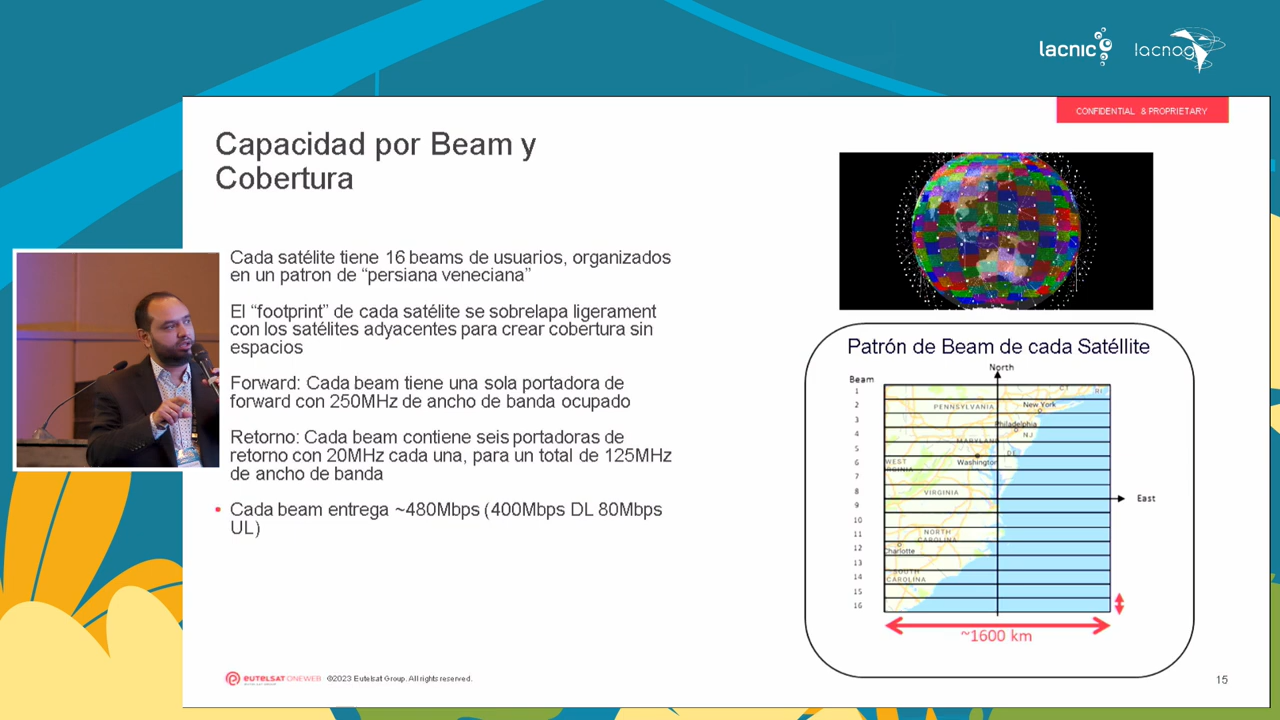 lacnic
lacnog
CONFIDENTIAL & PROPRIETARY
Capacidad por Beam y
Cobertura
Cada satélite tiene 16 beams de usuarios, organizados
en un patron de “persiana veneciana”
El “footprint” de cada satélite se sobrelapa ligerament
con los satélites adyacentes para crear cobertura sin
espacios
Forward: Cada beam tiene una sola portadora de
forward con 250MHz de ancho de banda ocupado
Retorno: Cada beam contiene seis portadoras de
retorno con 20MHz cada una, para un total de 125MHz
de ancho de banda
• Cada beam entrega ~480Mbps (400Mbps DL 80Mbps
UL)
Patrón de Beam de cada Satéllite
North
Beam
1
CT
RI
2
PENNSYLVANIA
New York
3
Philadelphia
4
NJ
MARYLAND
5
DE
6
WEST
Washington
VIRGINIA
7
8
VIRGINIA
East
9
10
11
NORTH
CAROLINA
12
Charlotte
13
14
SOUTH
CAROLINA
15
16
~1600 km
eutelsat ONEWEB
©2023 Eutelsat Group. All rights reserved.
15